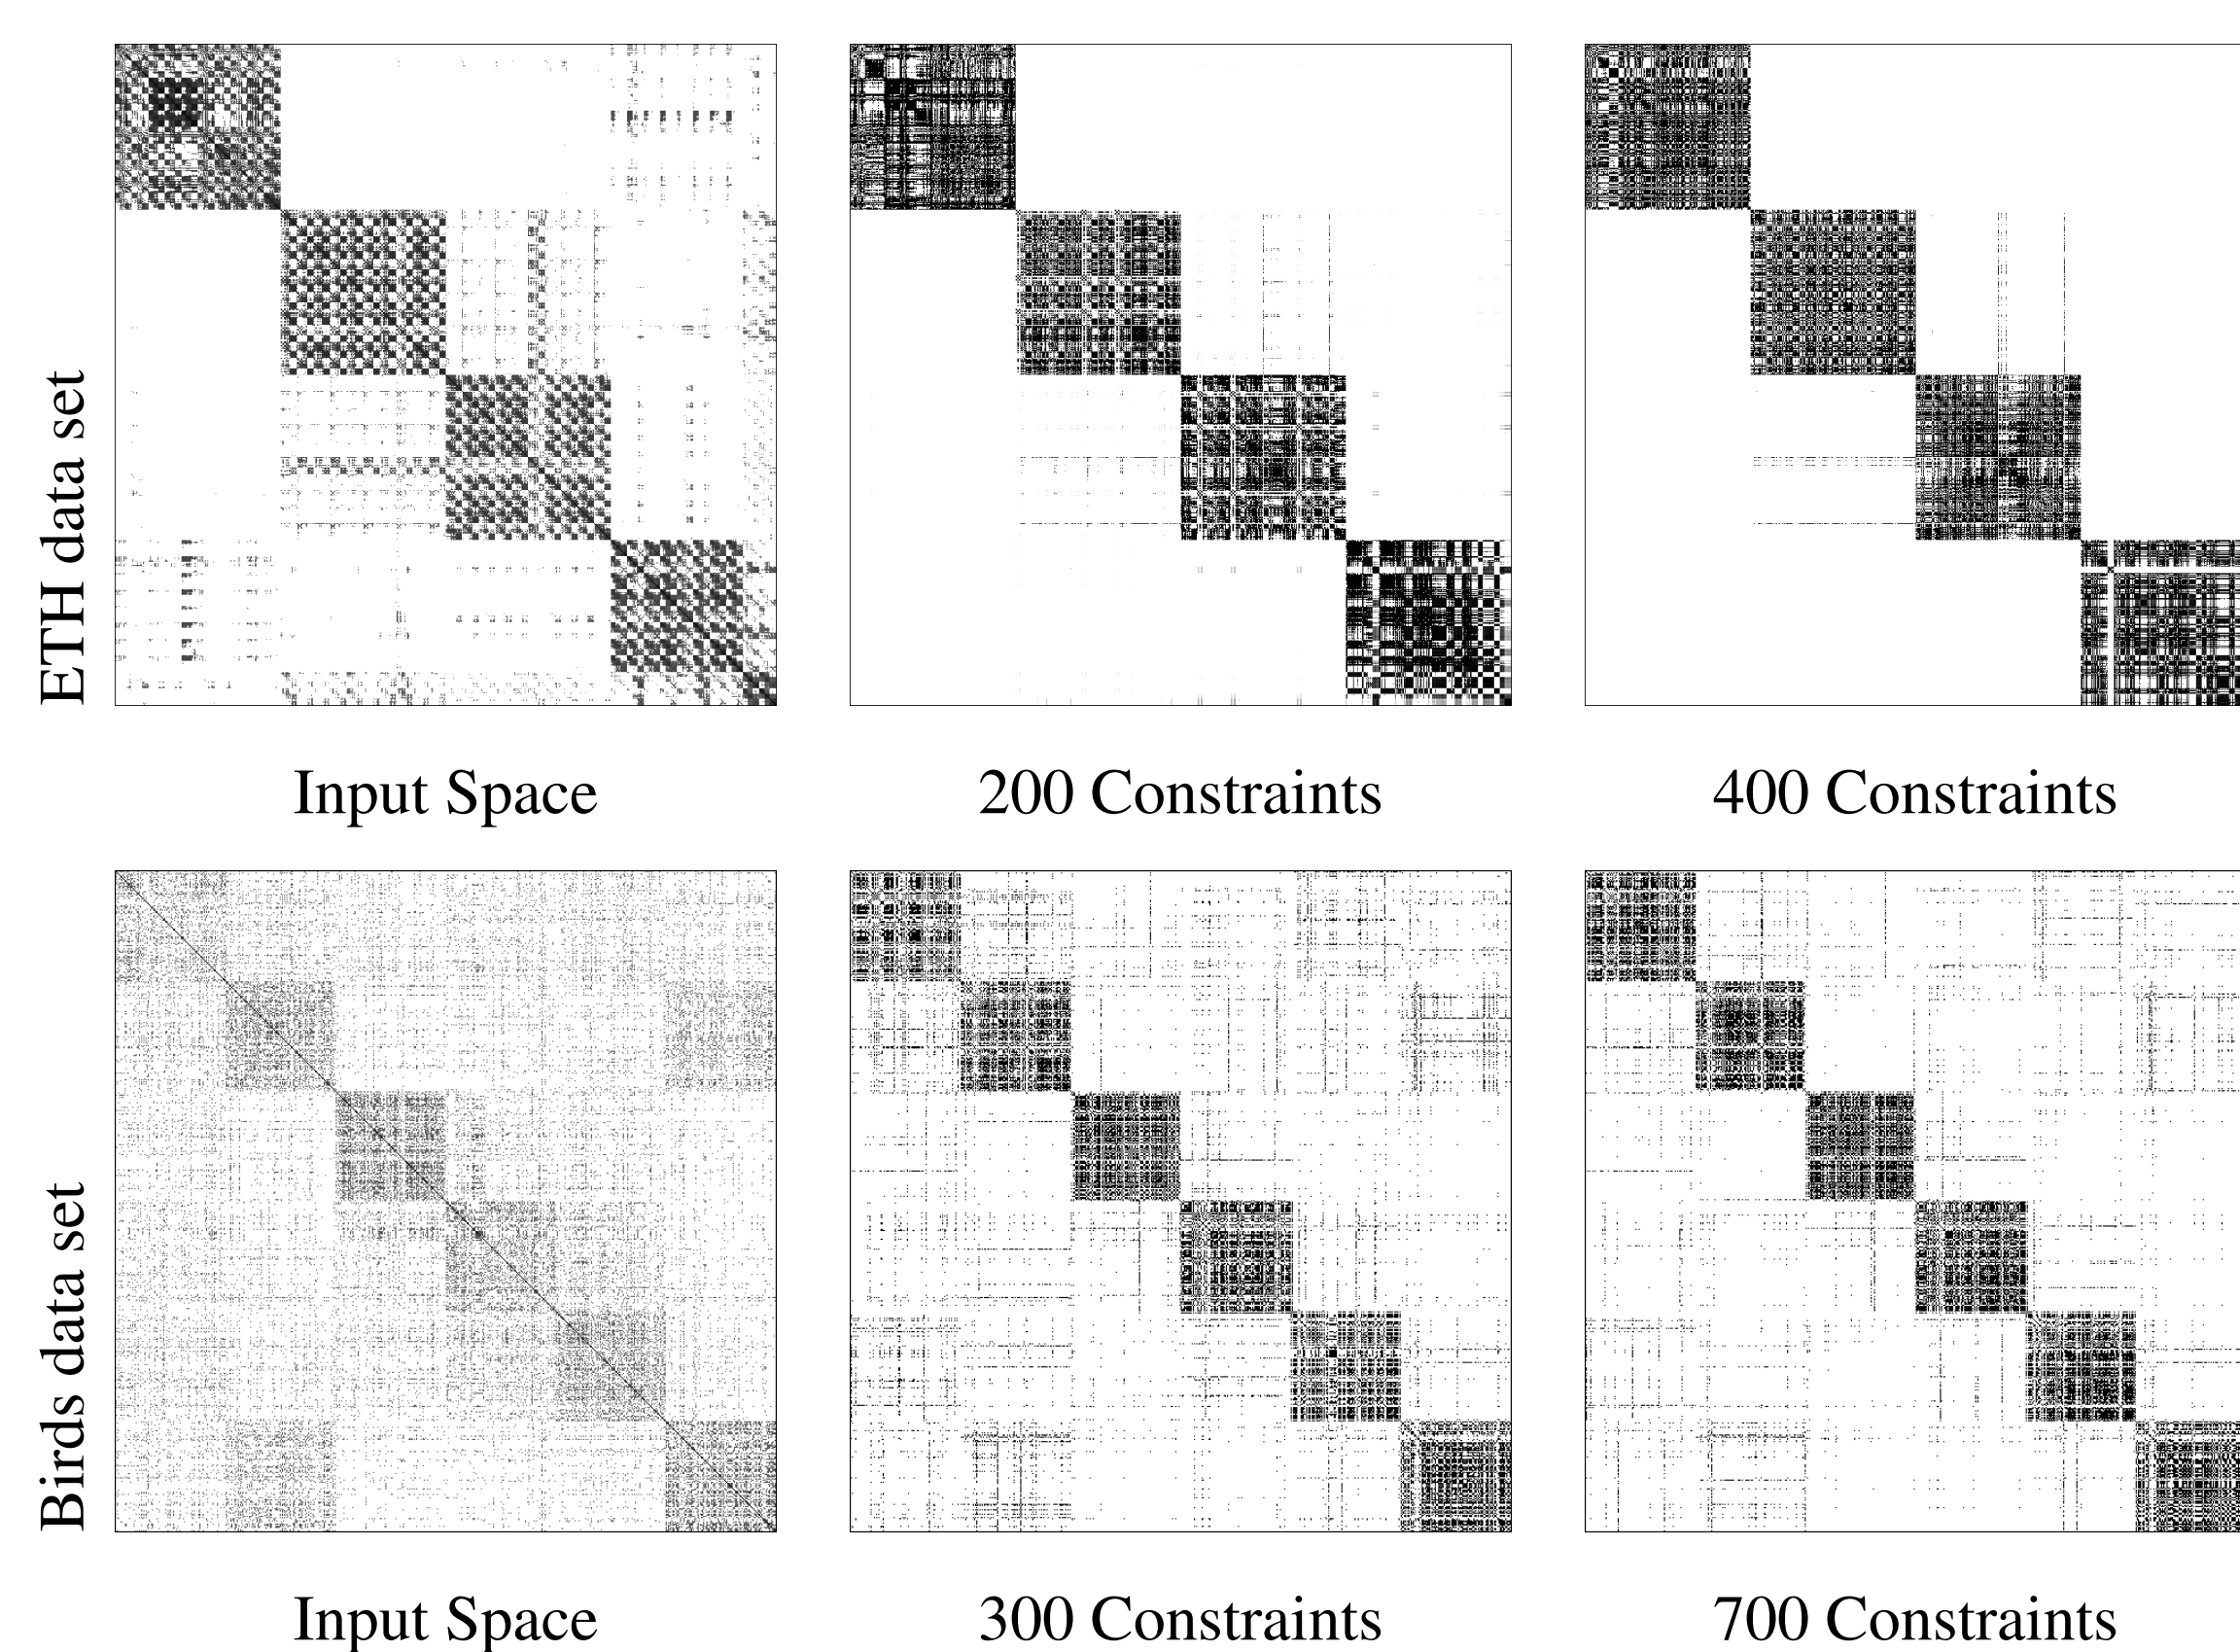 ETH data set
Input Space
200 Constraints
400 Constraints
Birds data set
Input Space
300 Constraints
700 Constraints